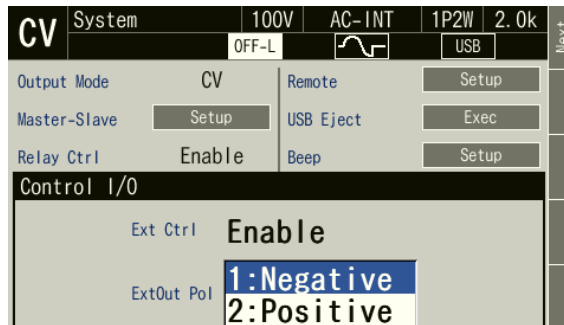 CV System 100V AC-INT 1P2W 2.0k
OFF-L USB
Next
Output Mode CV Remote Setup
Master-Slave Setup USB Eject Exec
Relay Ctrl Enable Beep Setup
Control I/O
Ext Ctrl Enable
ExtOut Pol 1:Negative
2:Positive